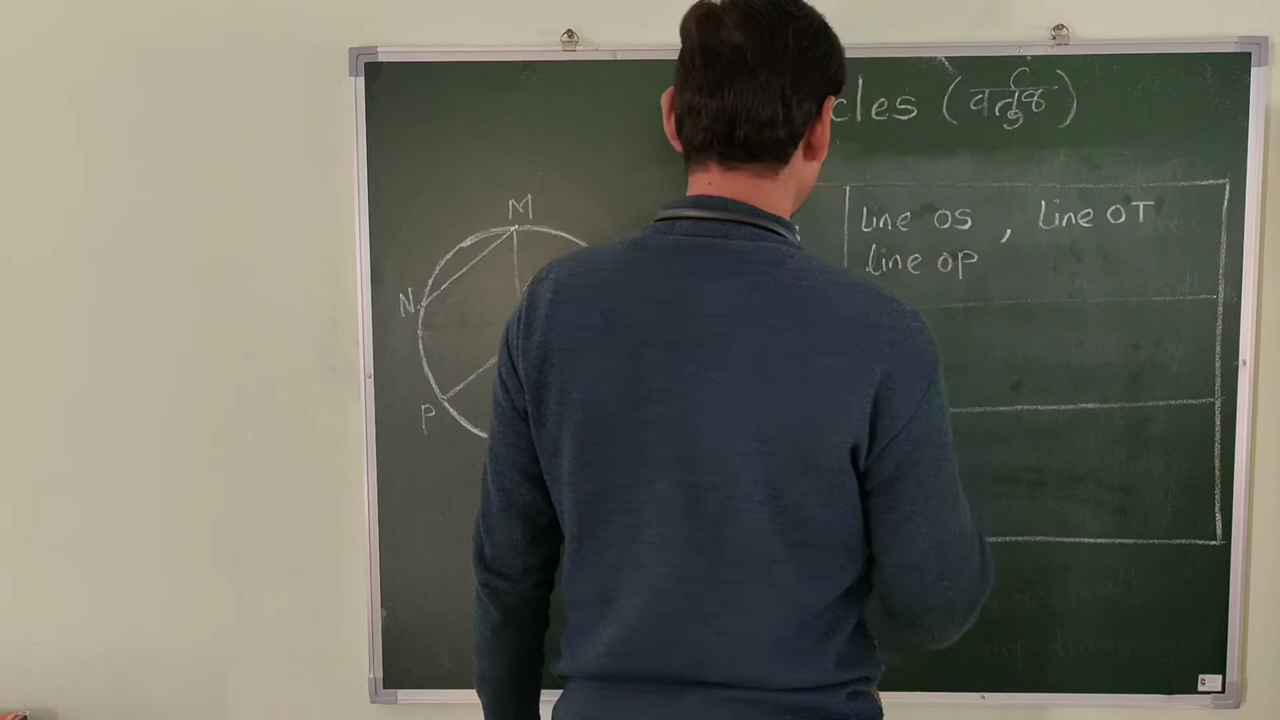 cles (वर्तुळ)
M
Line OS , Line OT
line OP
N
P